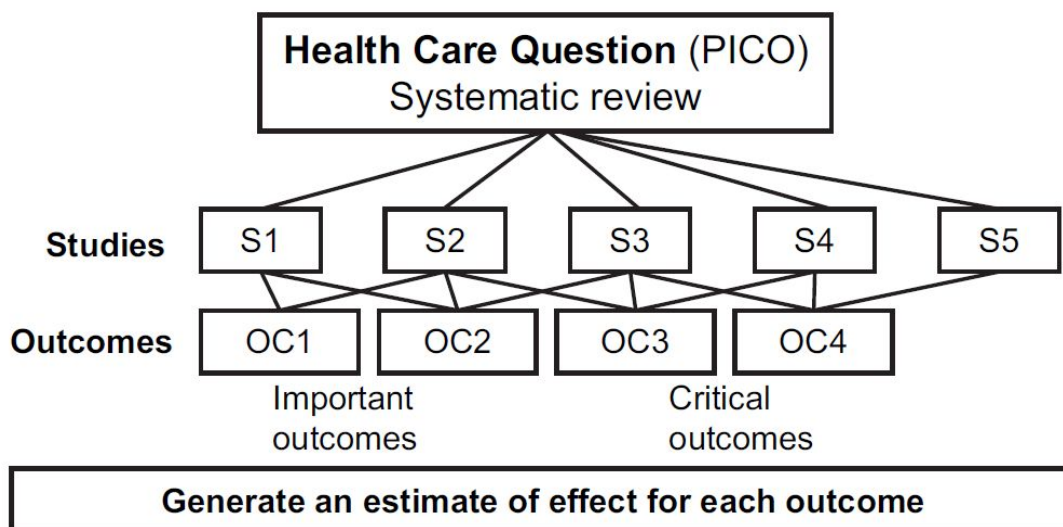 Health Care Question (PICO)
Systematic review
Studies S1 S2 S3 S4 S5
Outcomes OC1 OC2 OC3 OC4
Important Critical
outcomes outcomes
Generate an estimate of effect for each outcome